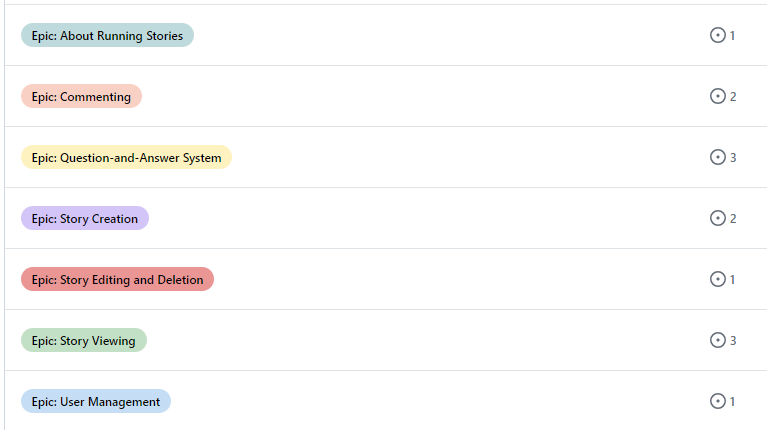 Epic: About Running Stories 1
Epic: Commenting 2
Epic: Question-and-Answer System 3
Epic: Story Creation 2
Epic: Story Editing and Deletion 1
Epic: Story Viewing 3
Epic: User Management 1